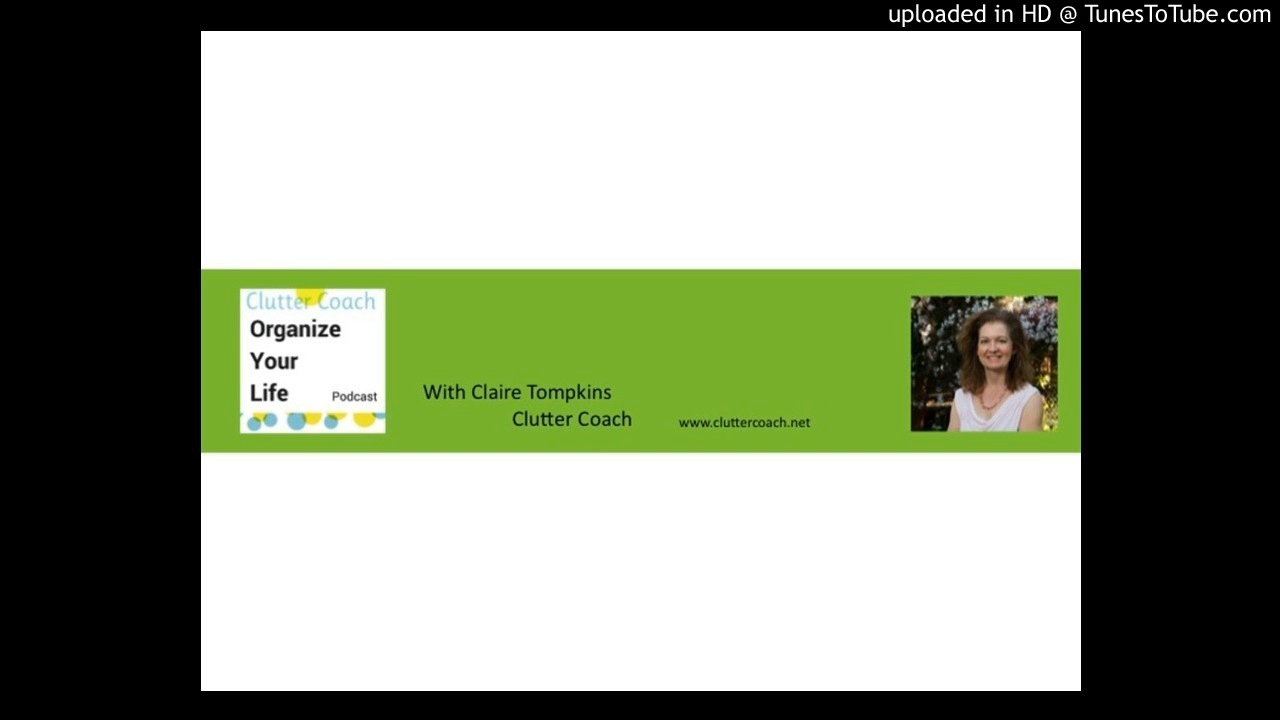 uploaded in HD @ TunesToTube.com
Clutter Coach
Organize
Your
Life
Podcast
With Claire Tompkins
Clutter Coach
www.cluttercoach.net